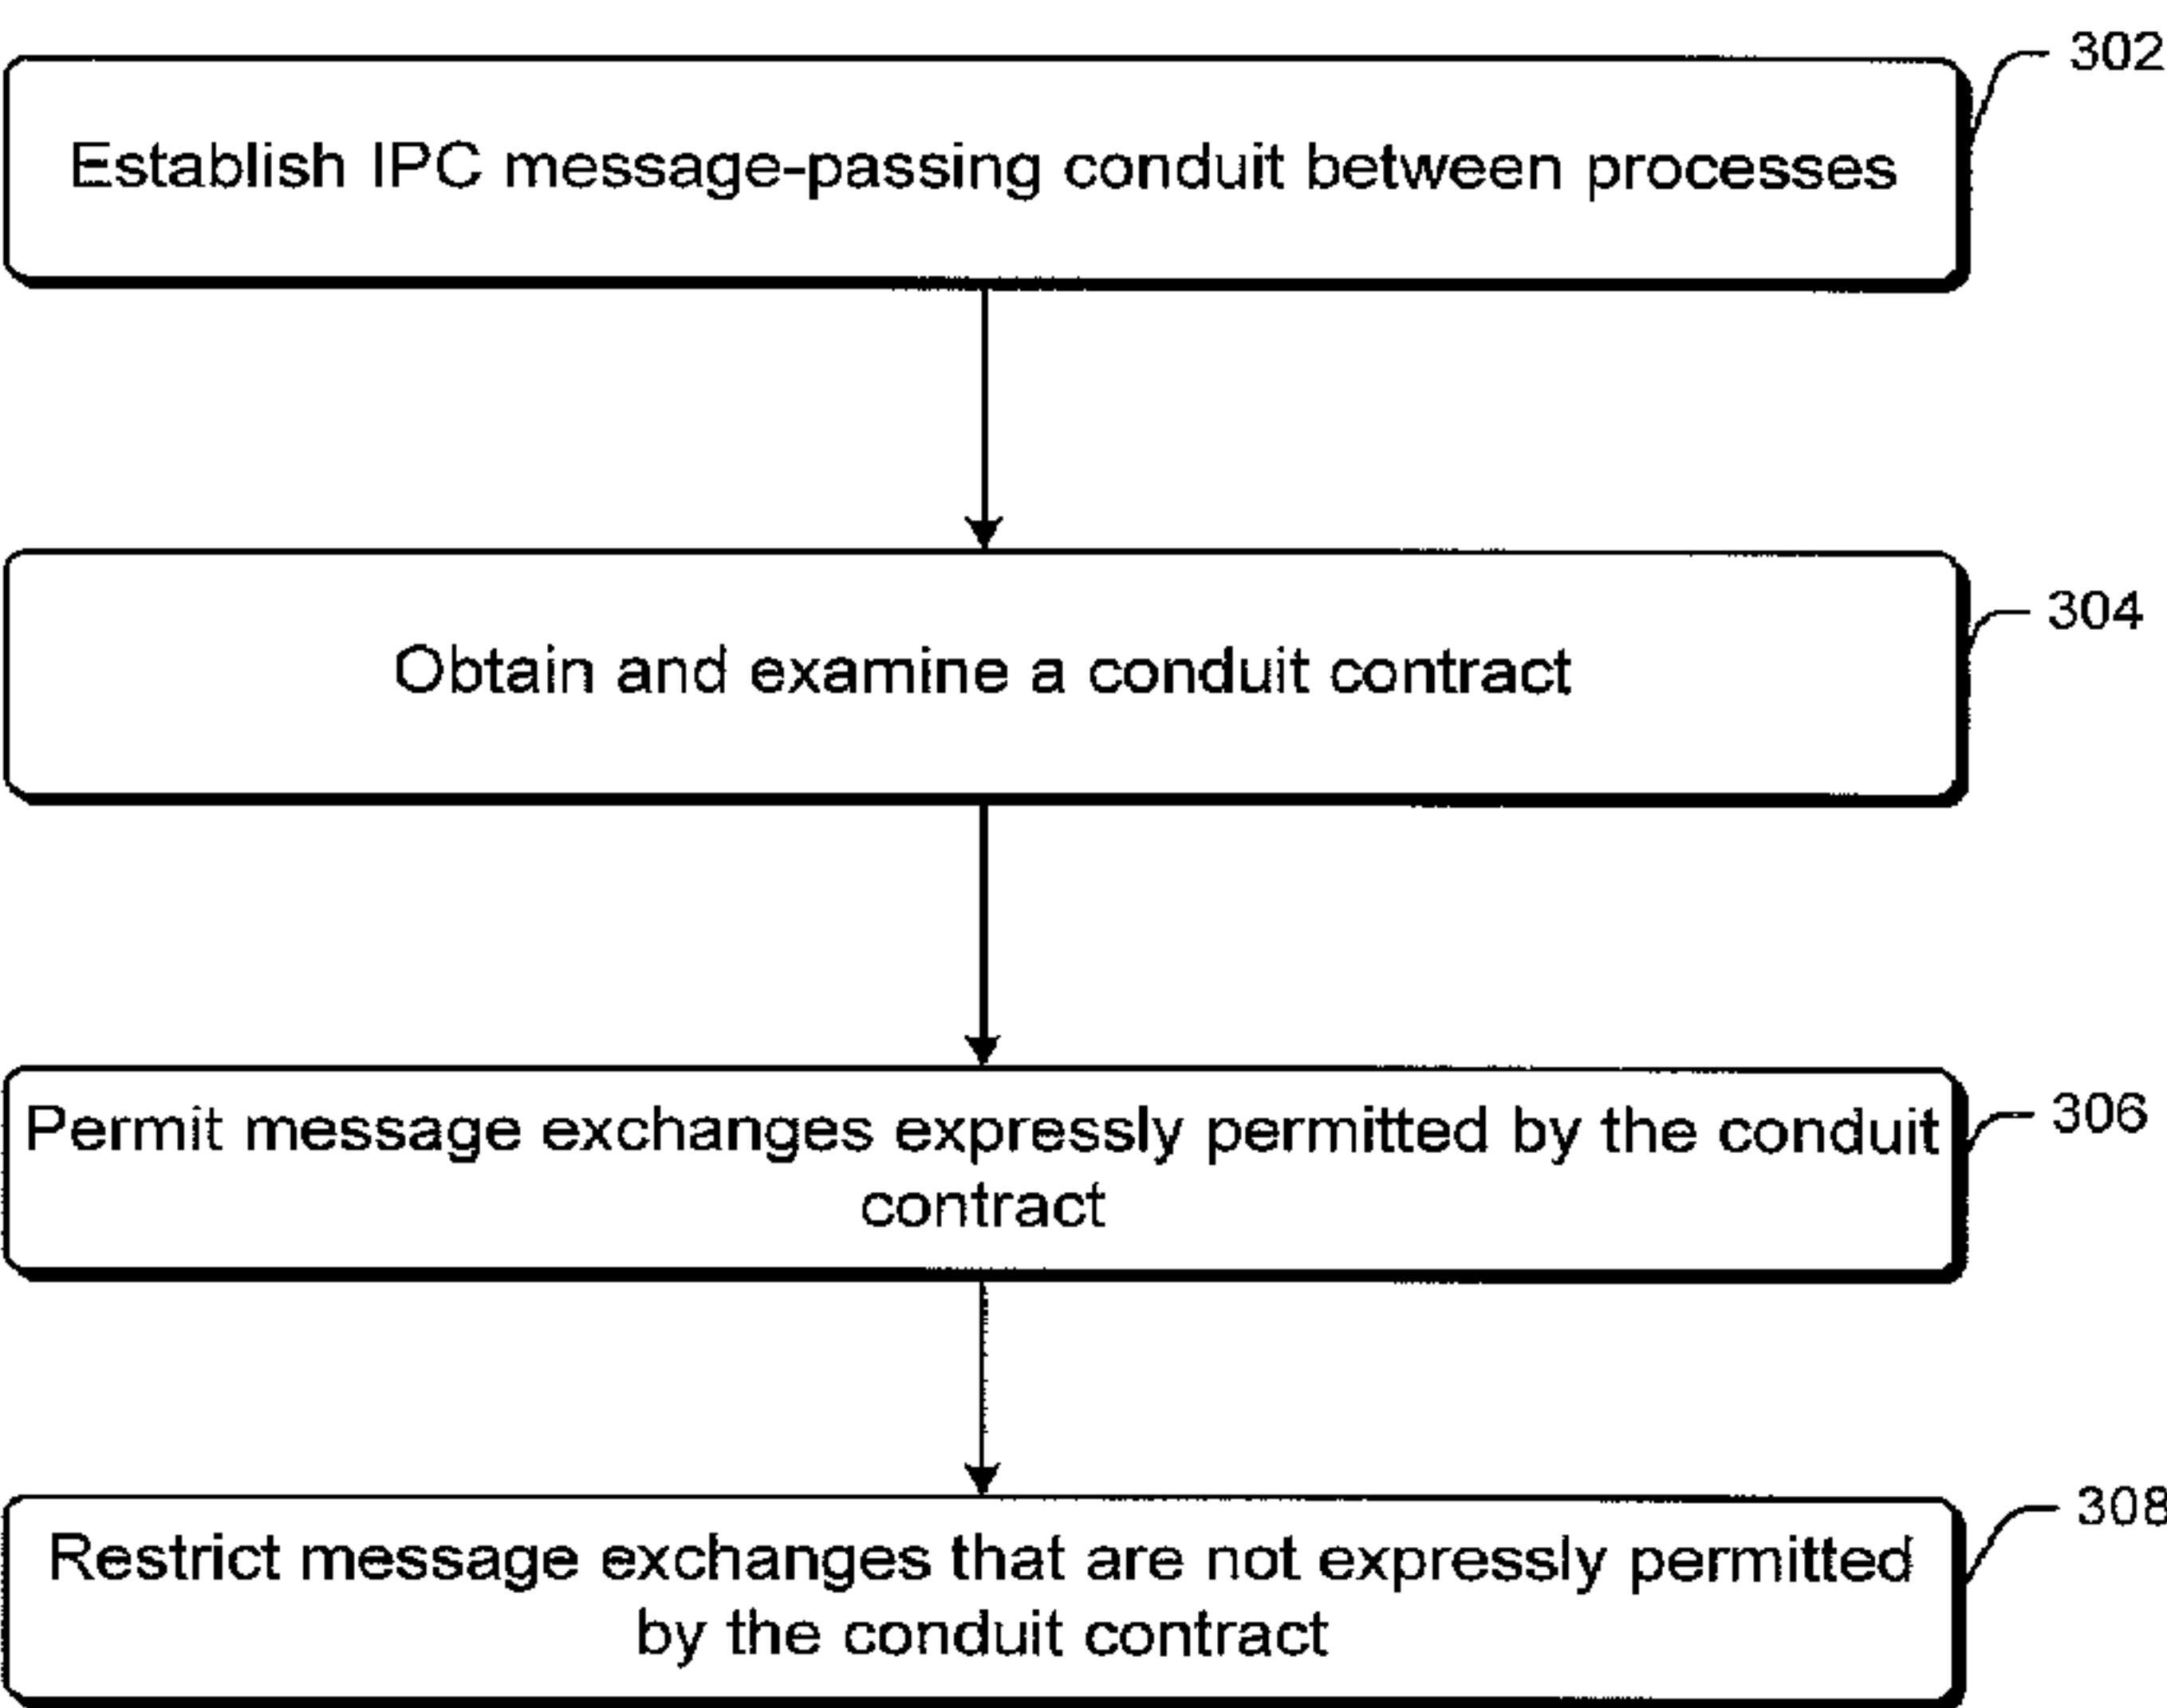 302
Establish IPC message-passing conduit between processes
304
Obtain and examine a conduit contract
306
Permit message exchanges expressly permitted by the conduit
contract
308
Restrict message exchanges that are not expressly permitted
by the conduit contract